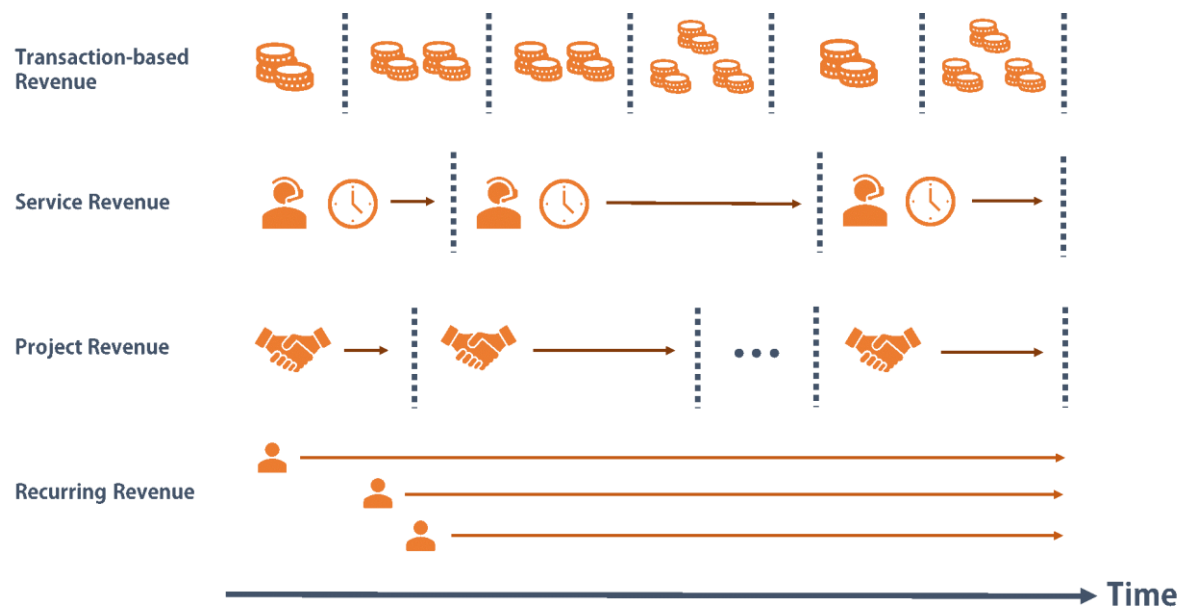 Transaction-based
Revenue
Service Revenue
Project Revenue
Recurring Revenue
Time